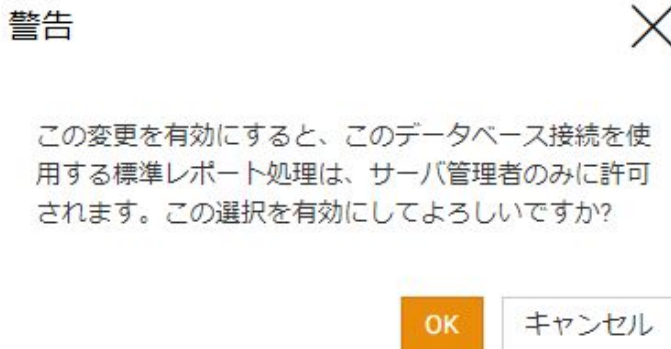 警告
この変更を有効にすると、このデータベース接続を使
用する標準レポート処理は、サーバ管理者のみに許可
されます。この選択を有効にしてよろしいですか?
OK キャンセル